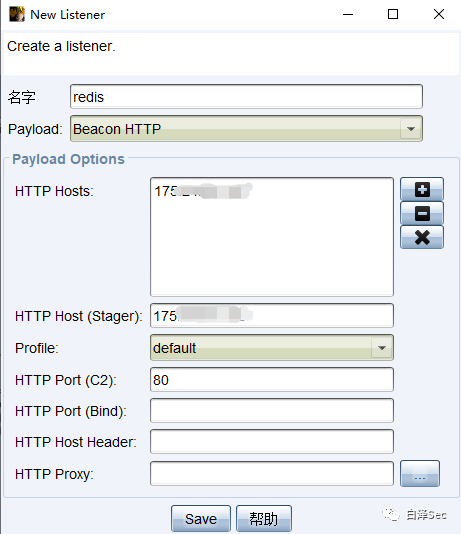 New Listener
Create a listener.
名字 redis
Payload: Beacon HTTP
Payload Options
HTTP Hosts: 175.
HTTP Host (Stager): 175.
Profile: default
HTTP Port (C2): 80
HTTP Port (Bind):
HTTP Host Header:
HTTP Proxy: ...
Save 帮助
白泽Sec